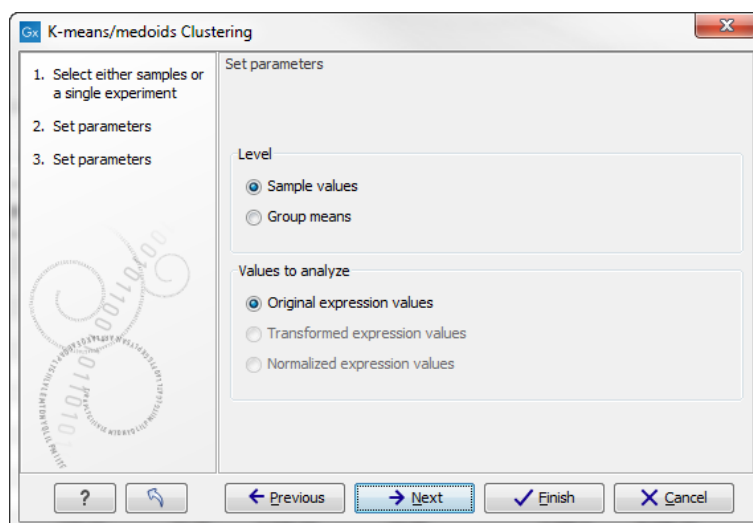 Gx K-means/medoids Clustering
1. Select either samples or
a single experiment
2. Set parameters
3. Set parameters
Set parameters
Level
Sample values
Group means
Values to analyze
Original expression values
Transformed expression values
Normalized expression values
?
Previous
Next
Finish
Cancel